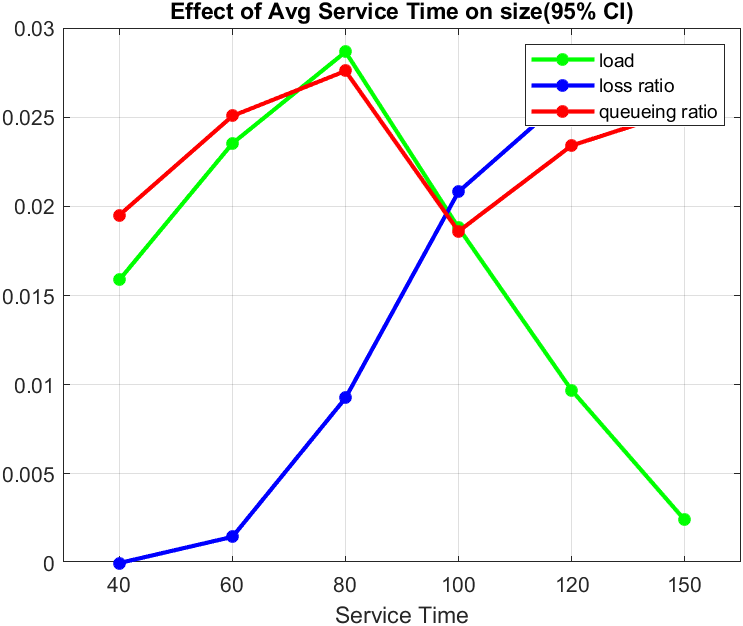 Effect of Avg Service Time on size(95% CI)
0.03
0.025
0.02
0.015
0.01
0.005
0
load
loss ratio
queueing ratio
40 60 80 100 120 150
Service Time